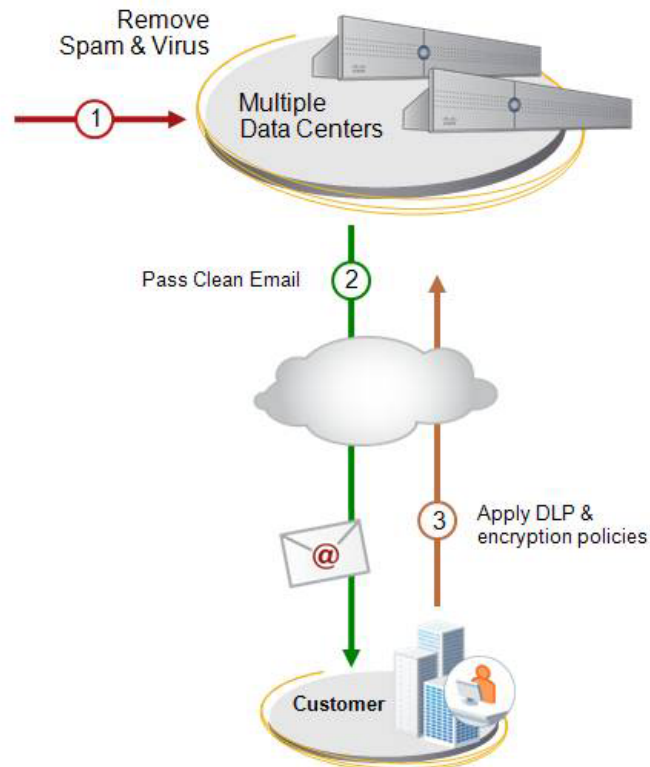 Remove
Spam & Virus
1
Multiple
Data Centers
Pass Clean Email
2
3
Apply DLP &
encryption policies
@
Customer